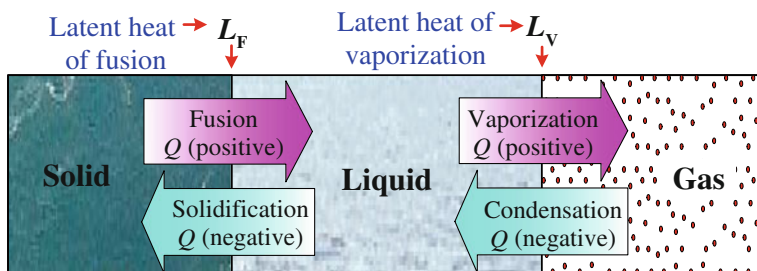 Latent heat → L_F
of fusion
Latent heat of → L_V
vaporization
Fusion
Q (positive)
Vaporization
Q (positive)
Solid
Liquid
Gas
Solidification
Q (negative)
Condensation
Q (negative)